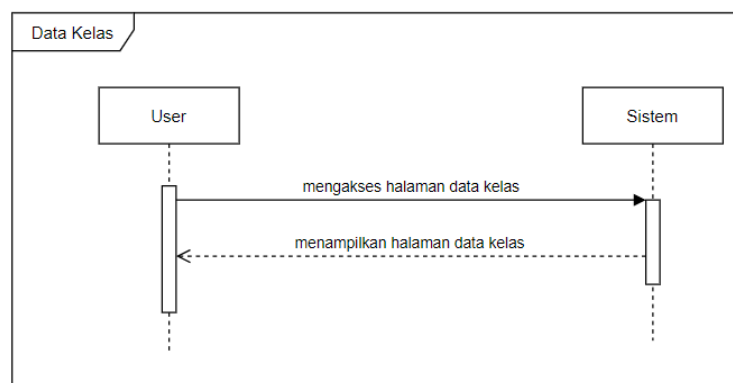 Data Kelas
User
Sistem
mengakses halaman data kelas
menampilkan halaman data kelas